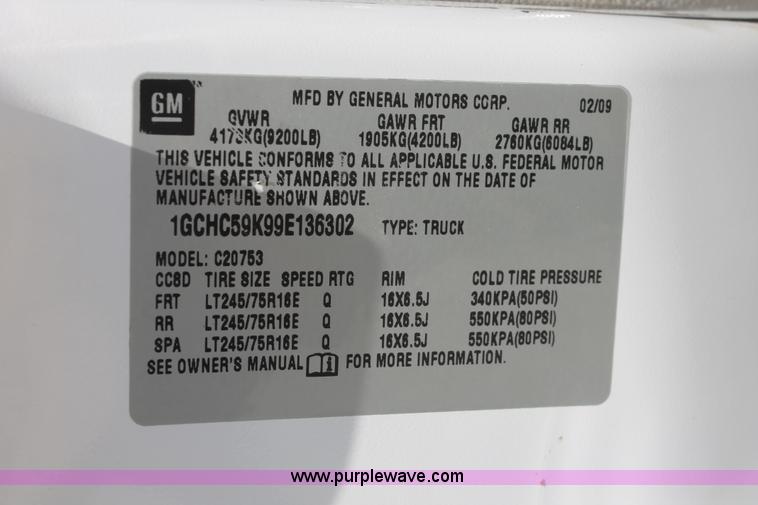 GM
MFD BY GENERAL MOTORS CORP. 02/09
GVWR GAWR FRT GAWR RR
4173KG(9200LB) 1905KG(4200LB) 2760KG(6084LB)
THIS VEHICLE CONFORMS TO ALL APPLICABLE U.S. FEDERAL MOTOR
VEHICLE SAFETY STANDARDS IN EFFECT ON THE DATE OF
MANUFACTURE SHOWN ABOVE.
1GCHC59K99E136302 TYPE: TRUCK
MODEL: C20753
CC8D TIRE SIZE SPEED RTG RIM COLD TIRE PRESSURE
FRT LT245/75R16E Q 16X6.5J 340KPA(50PSI)
RR LT245/75R16E Q 16X6.5J 550KPA(80PSI)
SPA LT245/75R16E Q 16X6.5J 550KPA(80PSI)
SEE OWNER'S MANUAL i FOR MORE INFORMATION.
www.purplewave.com